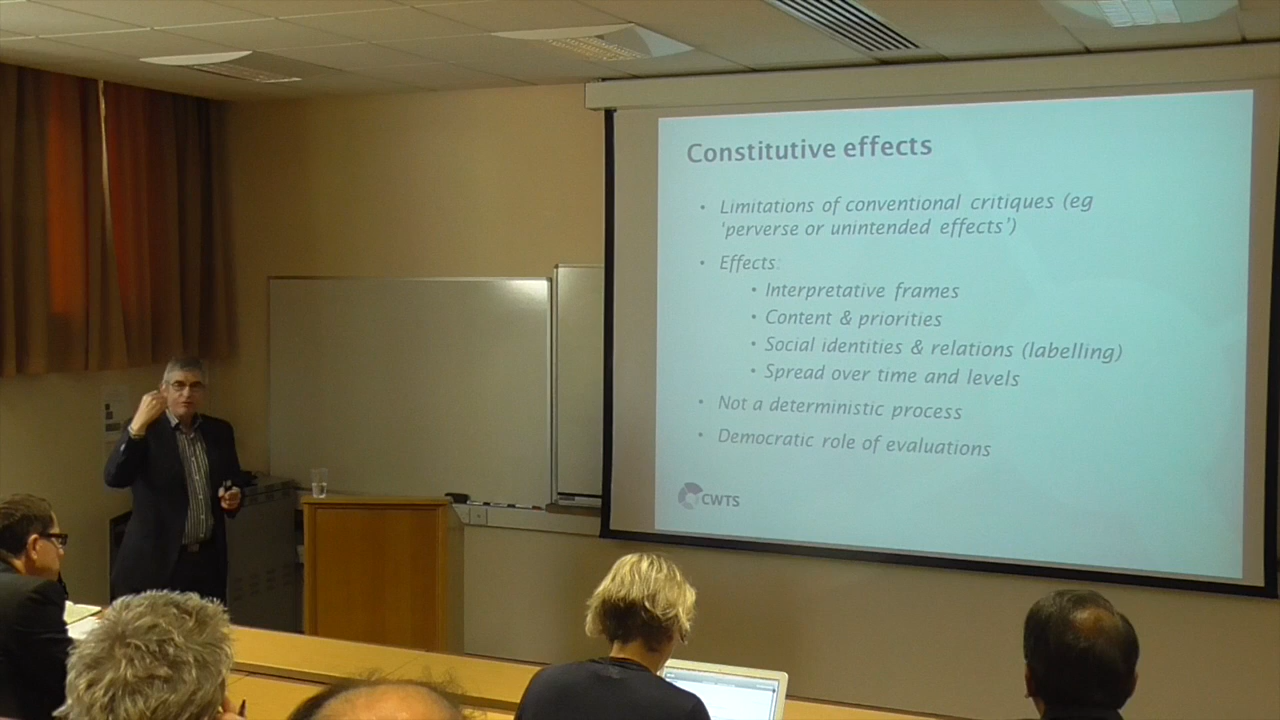 Constitutive effects
• Limitations of conventional critiques (eg
'perverse or unintended effects')
• Effects:
• Interpretative frames
• Content & priorities
• Social identities & relations (labelling)
• Spread over time and levels
• Not a deterministic process
• Democratic role of evaluations
CWTS